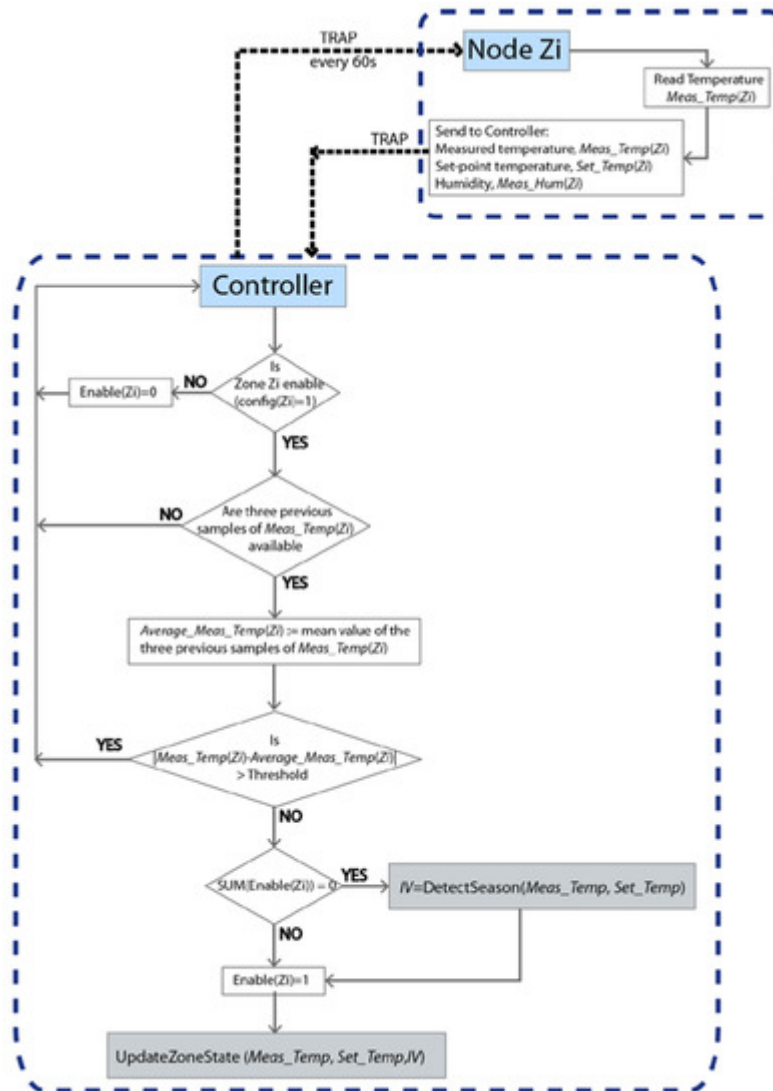 TRAP
every 60s
Node Zi
Read Temperature
Meas_Temp(Zi)
TRAP
Send to Controller:
Measured temperature, Meas_Temp(Zi)
Set-point temperature, Set_Temp(Zi)
Humidity, Meas_Hum(Zi)
Controller
Is
Zone Zi enable
(config(Zi)=1)
NO
Enable(Zi)=0
YES
Are three previous
samples of Meas_Temp(Zi)
available
NO
YES
Average_Meas_Temp(Zi) := mean value of the
three previous samples of Meas_Temp(Zi)
Is
|Meas_Temp(Zi)-Average_Meas_Temp(Zi)|
> Threshold
YES
NO
SUM(Enable(Zi)) = 0
YES
IV=DetectSeason(Meas_Temp, Set_Temp)
NO
Enable(Zi)=1
UpdateZoneState (Meas_Temp, Set_Temp,IV)